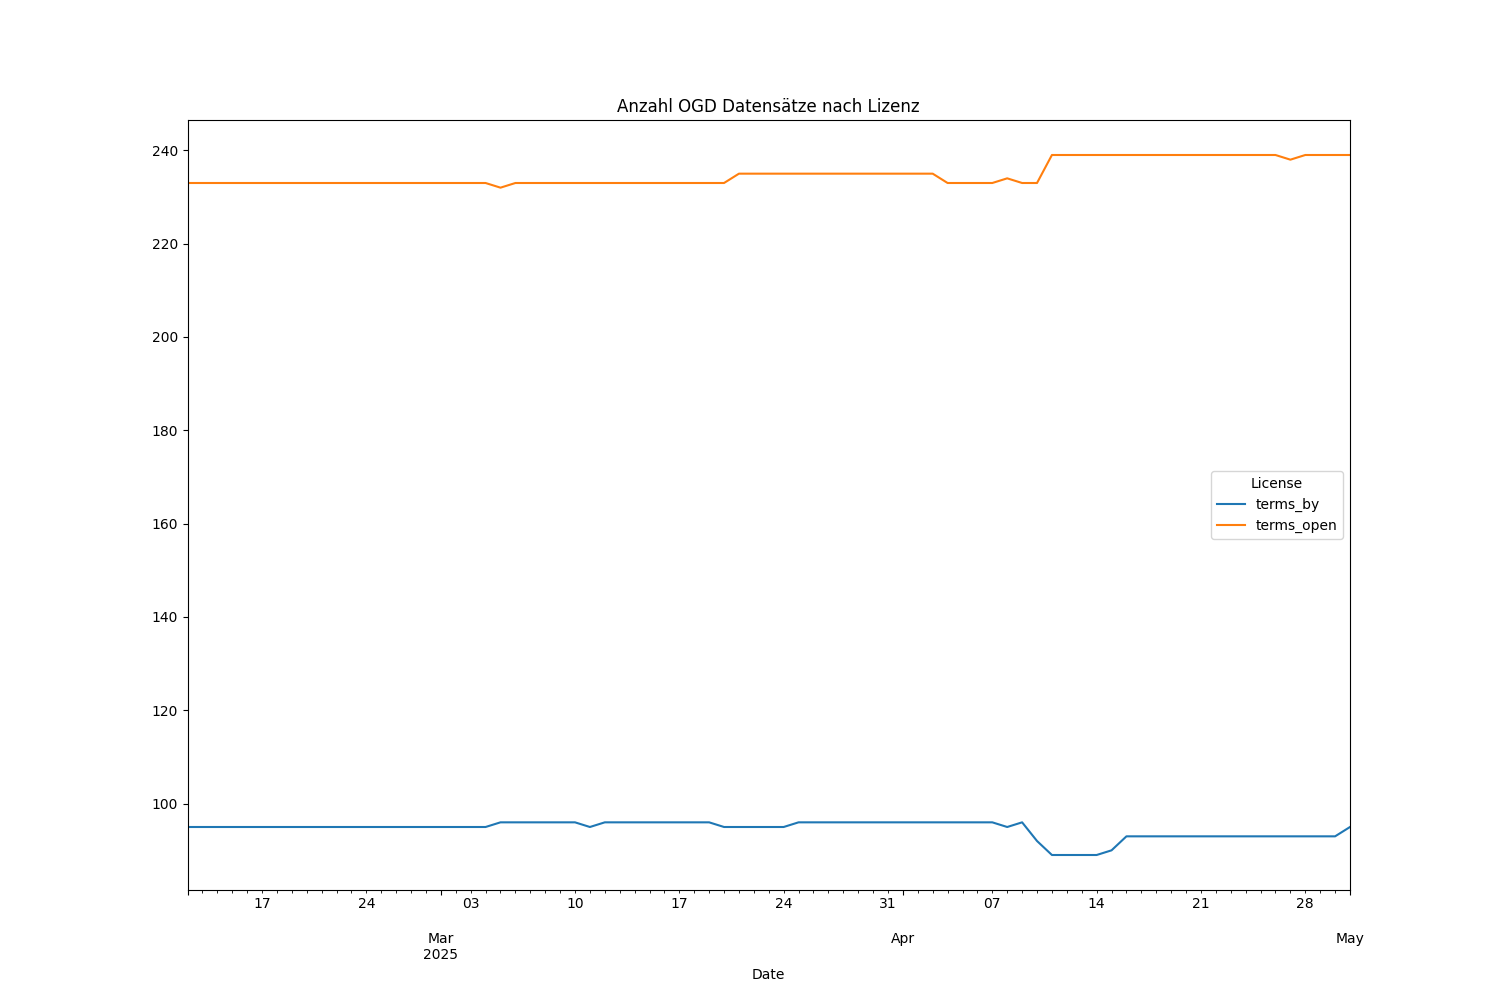 Anzahl OGD Datensätze nach Lizenz
240
220
200
180
160
140
120
100
License
terms_by
terms_open
17 24 03 10 17 24 31 07 14 21 28
Mar Apr May
2025
Date